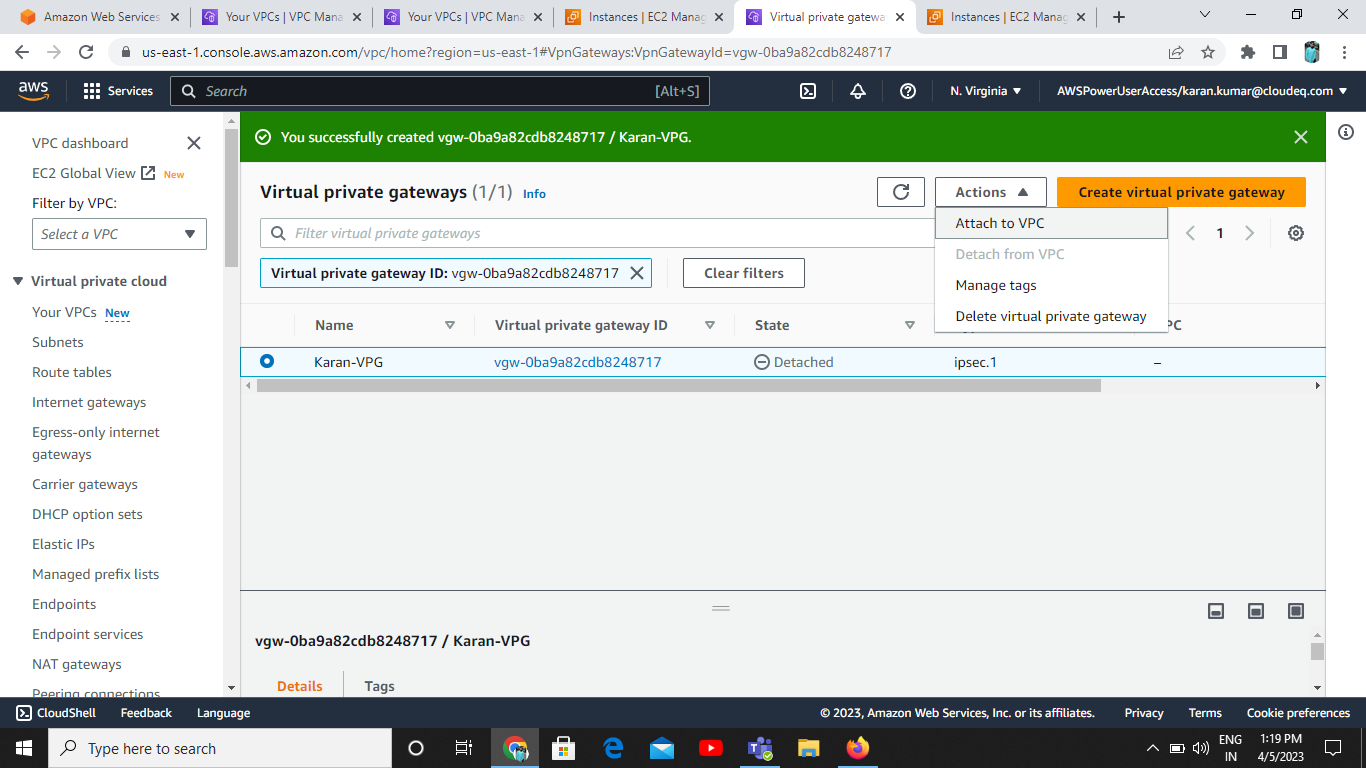 Amazon Web Services
Your VPCs | VPC Mana
Your VPCs | VPC Mana
Instances | EC2 Manag
Virtual private gateway
Instances | EC2 Manag
us-east-1.console.aws.amazon.com/vpc/home?region=us-east-1#VpnGateways:VpnGatewayId=vgw-0ba9a82cdb8248717
aws
Services
Search
[Alt+S]
N. Virginia
AWSPowerUserAccess/karan.kumar@cloudeq.com
VPC dashboard
EC2 Global View
New
Filter by VPC:
Select a VPC
Virtual private cloud
Your VPCs New
Subnets
Route tables
Internet gateways
Egress-only internet
gateways
Carrier gateways
DHCP option sets
Elastic IPs
Managed prefix lists
Endpoints
Endpoint services
NAT gateways
Peering connections
You successfully created vgw-0ba9a82cdb8248717 / Karan-VPG.
Virtual private gateways (1/1) Info
Actions
Create virtual private gateway
Filter virtual private gateways
1
Attach to VPC
Detach from VPC
Manage tags
Delete virtual private gateway
Virtual private gateway ID: vgw-0ba9a82cdb8248717
Clear filters
Name
Virtual private gateway ID
State
PC
Karan-VPG
vgw-0ba9a82cdb8248717
Detached
ipsec.1
–
vgw-0ba9a82cdb8248717 / Karan-VPG
Details
Tags
CloudShell
Feedback
Language
© 2023, Amazon Web Services, Inc. or its affiliates.
Privacy
Terms
Cookie preferences
Type here to search
ENG
IN
1:19 PM
4/5/2023